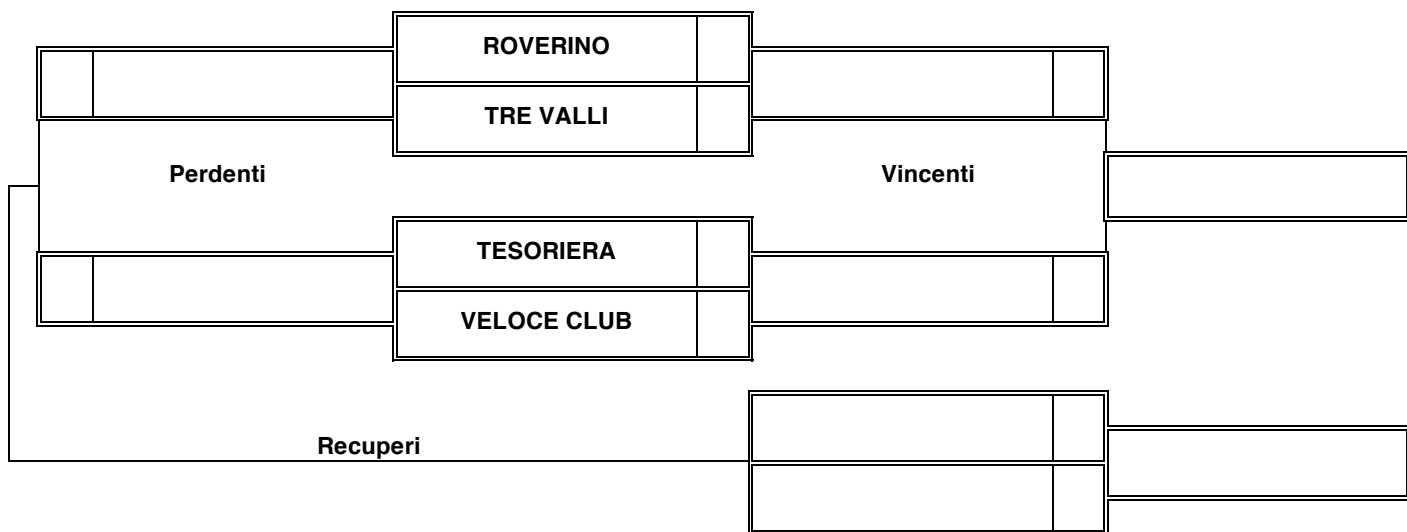 ROVERINO
TRE VALLI
Perdenti
Vincenti
TESORIERA
VELOCE CLUB
Recuperi